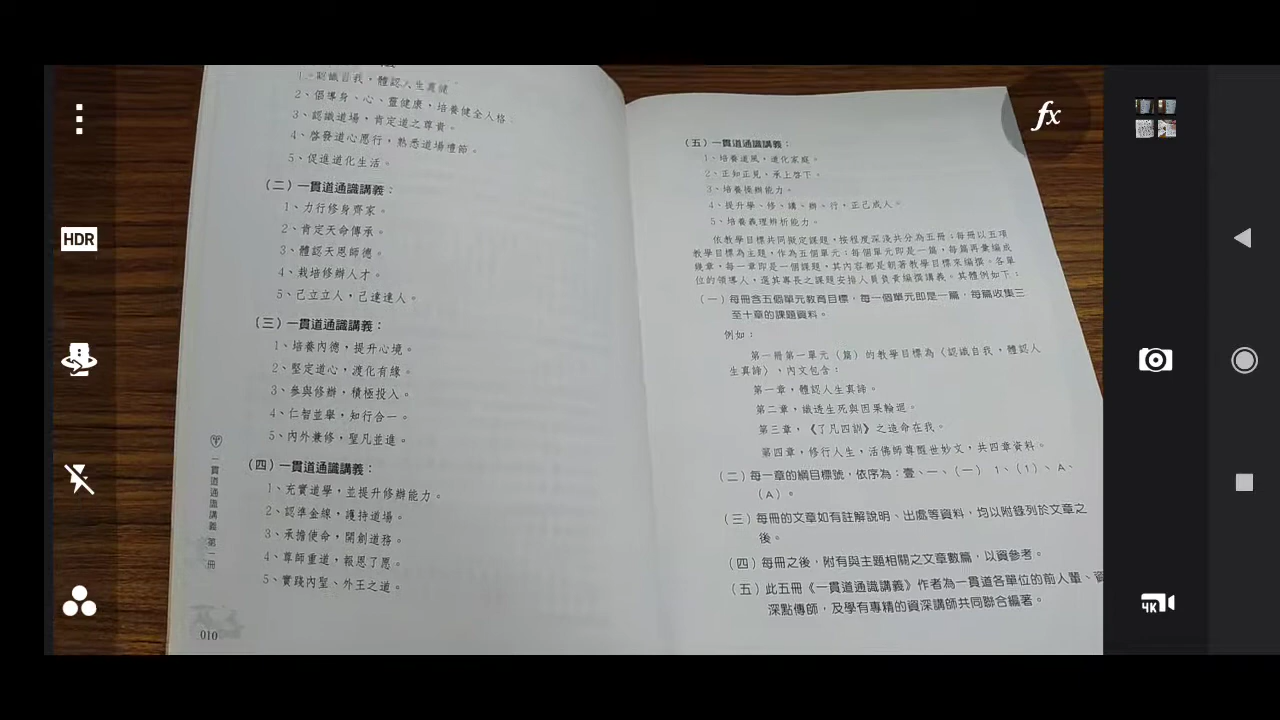 1、認識自我，體認人生真諦
2、倡導身、心、靈健康，培養健全人格。
3、認識道場，肯定道之尊貴。
4、啓發道心愿行，熟悉道場禮節。
5、促進道化生活。
（二）一貫道通識講義：
1、力行修身齊家。
2、肯定天命傳承。
3、體認天恩師德。
4、栽培修辦人才。
5、己立立人，己達達人。
（三）一貫道通識講義：
1、培養內德，提升心境。
2、堅定道心，渡化有緣。
3、參與修辦，積極投入。
4、仁智並舉，知行合一。
5、內外兼修，聖凡並進。
（四）一貫道通識講義：
1、充實道學，並提升修辦能力。
2、認準金線，護持道場。
3、承擔使命，開創道務。
4、尊師重道，報恩了愿。
5、實踐內聖、外王之道。
一貫道通識講義 第二冊
010
（五）一貫道通識講義：
1、培養道風，道化家庭。
2、正知正見，承上啓下。
3、培養操辦能力。
4、提升學、修、講、辦、行，正己成人。
5、培養義理辨析能力。
依教學目標共同擬定課題，按程度深淺共分為五冊；每冊以五項
教學目標為主題，作為五個單元；每個單元即是一篇，每篇再彙編成
幾章，每一章即是一個課題，其內容都是朝著教學目標來編撰。各單
位的領導人，選其專長之課題安排人員負責編撰講義。其體例如下：
（一）每冊含五個單元教育目標，每一個單元即是一篇，每篇收集三
至十章的課題資料。
例如：
第一冊第一單元（篇）的教學目標為〈認識自我，體認人
生真諦〉，內文包含：
第一章，體認人生真諦。
第二章，識透生死與因果輪迴。
第三章，《了凡四訓》之造命在我。
第四章，修行人生，活佛師尊醒世妙文，共四章資料。
（二）每一章的綱目標號，依序為：壹、一、（一）1、（1）、A、
（A）。
（三）每冊的文章如有註解說明、出處等資料，均以附錄列於文章之
後。
（四）每冊之後，附有與主題相關之文章數篇，以資參考。
（五）此五冊《一貫道通識講義》作者為一貫道各單位的前人輩、資
深點傳師，及學有專精的資深講師共同聯合編著。
HDR
fx
4K